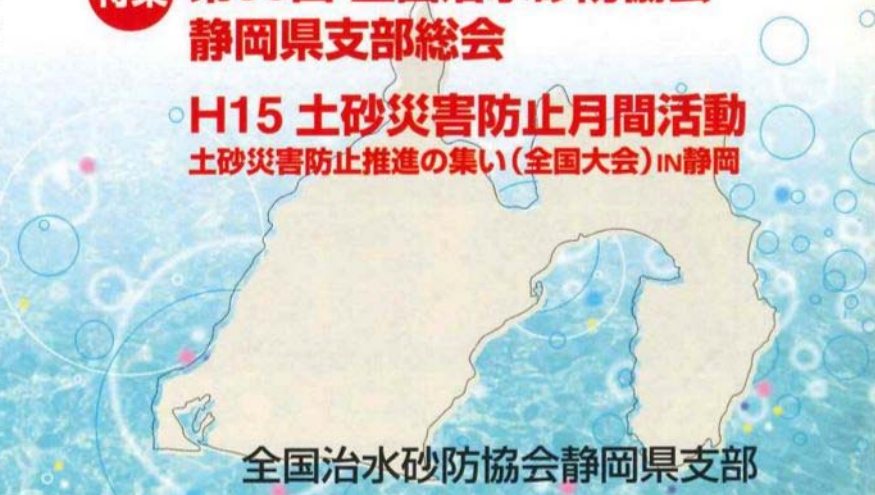 特集
静岡県支部総会
H15 土砂災害防止月間活動
土砂災害防止推進の集い(全国大会)IN静岡
全国治水砂防協会静岡県支部